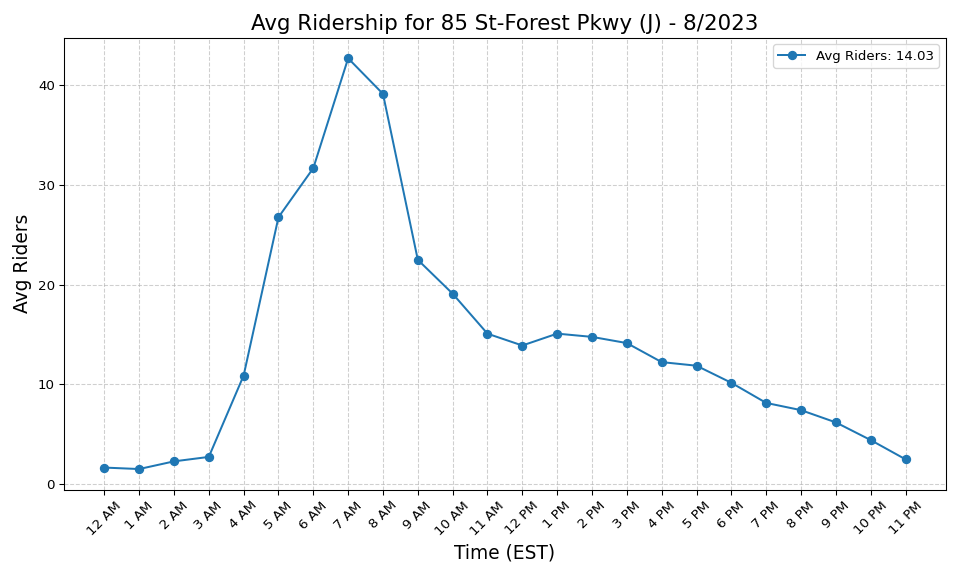 Avg Ridership for 85 St-Forest Pkwy (J) - 8/2023
Avg Riders: 14.03
Avg Riders
40
30
20
10
0
12 AM 1 AM 2 AM 3 AM 4 AM 5 AM 6 AM 7 AM 8 AM 9 AM 10 AM 11 AM 12 PM 1 PM 2 PM 3 PM 4 PM 5 PM 6 PM 7 PM 8 PM 9 PM 10 PM 11 PM
Time (EST)